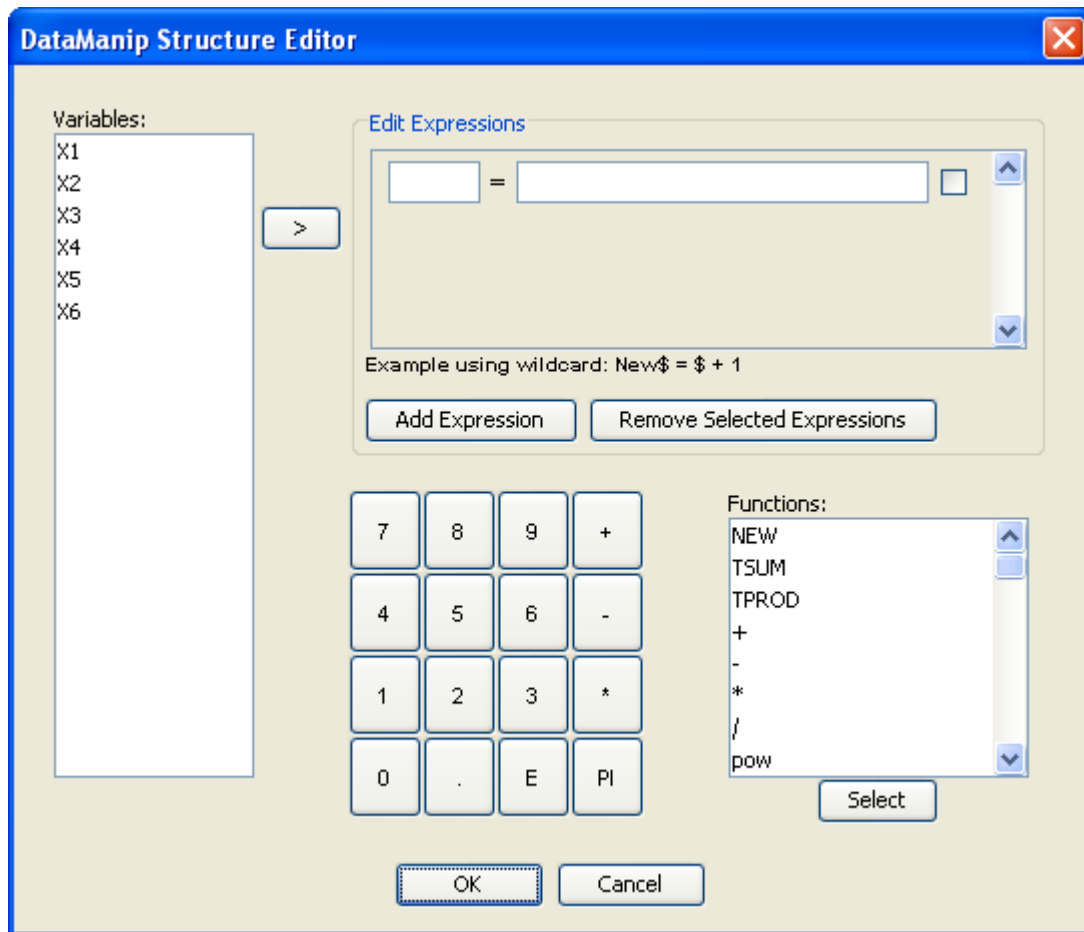 DataManip Structure Editor
Variables:
X1
X2
X3
X4
X5
X6
>
Edit Expressions
=
Example using wildcard: New$ = $ + 1
Add Expression
Remove Selected Expressions
7 8 9 +
4 5 6 -
1 2 3 *
0 . E PI
Functions:
NEW
TSUM
TPROD
+
-
*
/
pow
Select
OK
Cancel